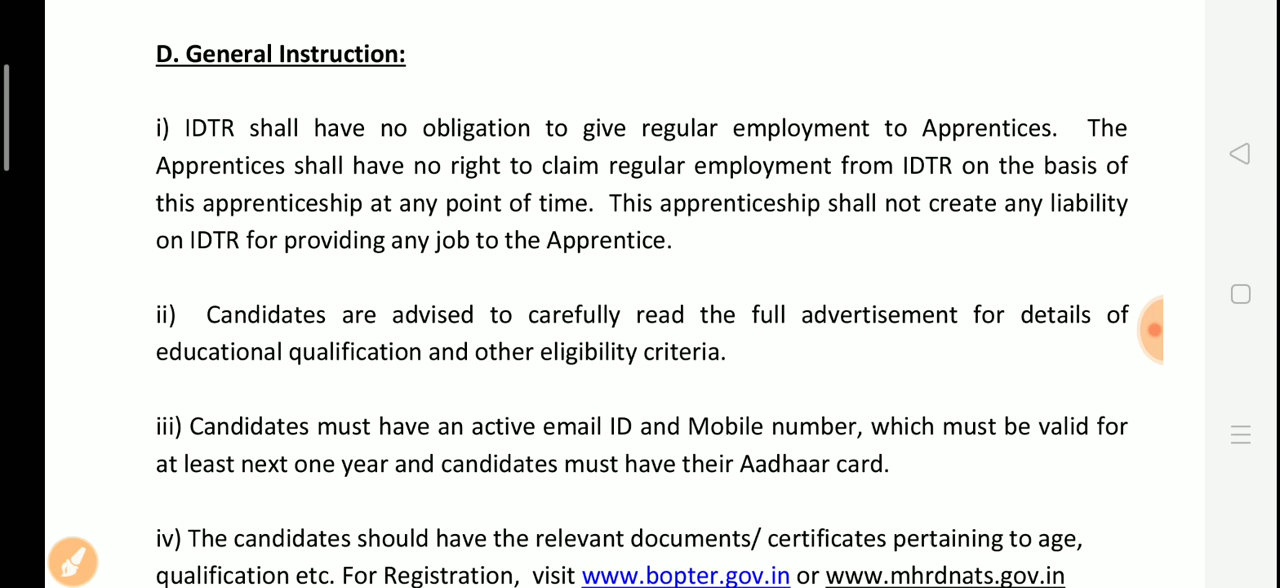 D. General Instruction:
i) IDTR shall have no obligation to give regular employment to Apprentices. The
Apprentices shall have no right to claim regular employment from IDTR on the basis of
this apprenticeship at any point of time. This apprenticeship shall not create any liability
on IDTR for providing any job to the Apprentice.
ii) Candidates are advised to carefully read the full advertisement for details of
educational qualification and other eligibility criteria.
iii) Candidates must have an active email ID and Mobile number, which must be valid for
at least next one year and candidates must have their Aadhaar card.
iv) The candidates should have the relevant documents/ certificates pertaining to age,
qualification etc. For Registration, visit www.bopter.gov.in or www.mhrdnats.gov.in